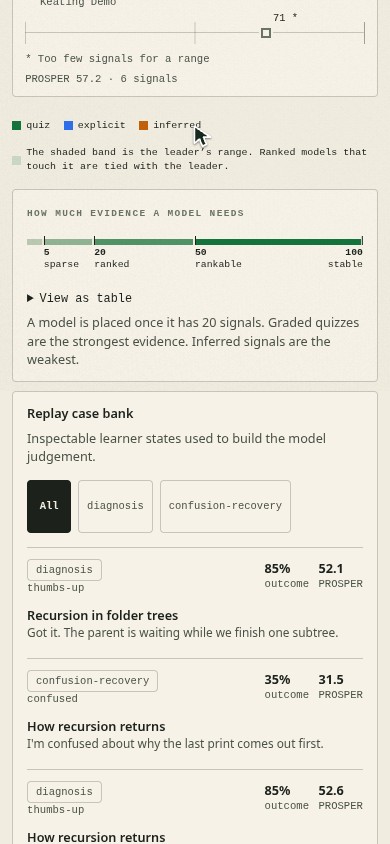 Keating Demo
71 *
* Too few signals for a range
PROSPER 57.2 · 6 signals
quiz explicit inferred
The shaded band is the leader's range. Ranked models that
touch it are tied with the leader.
HOW MUCH EVIDENCE A MODEL NEEDS
5 20 50 100
sparse ranked rankable stable
▶ View as table
A model is placed once it has 20 signals. Graded quizzes
are the strongest evidence. Inferred signals are the
weakest.
Replay case bank
Inspectable learner states used to build the model
judgement.
All diagnosis confusion-recovery
diagnosis 85% 52.1
thumbs-up outcome PROSPER
Recursion in folder trees
Got it. The parent is waiting while we finish one subtree.
confusion-recovery 35% 31.5
confused outcome PROSPER
How recursion returns
I'm confused about why the last print comes out first.
diagnosis 85% 52.6
thumbs-up outcome PROSPER
How recursion returns